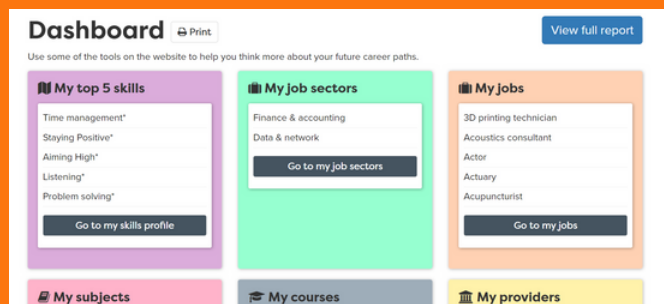 Dashboard Print View full report
Use some of the tools on the website to help you think more about your future career paths.
My top 5 skills
Time management*
Staying Positive*
Aiming High*
Listening*
Problem solving*
Go to my skills profile
My job sectors
Finance & accounting
Data & network
Go to my job sectors
My jobs
3D printing technician
Acoustics consultant
Actor
Actuary
Acupuncturist
Go to my jobs
My subjects
My courses
My providers